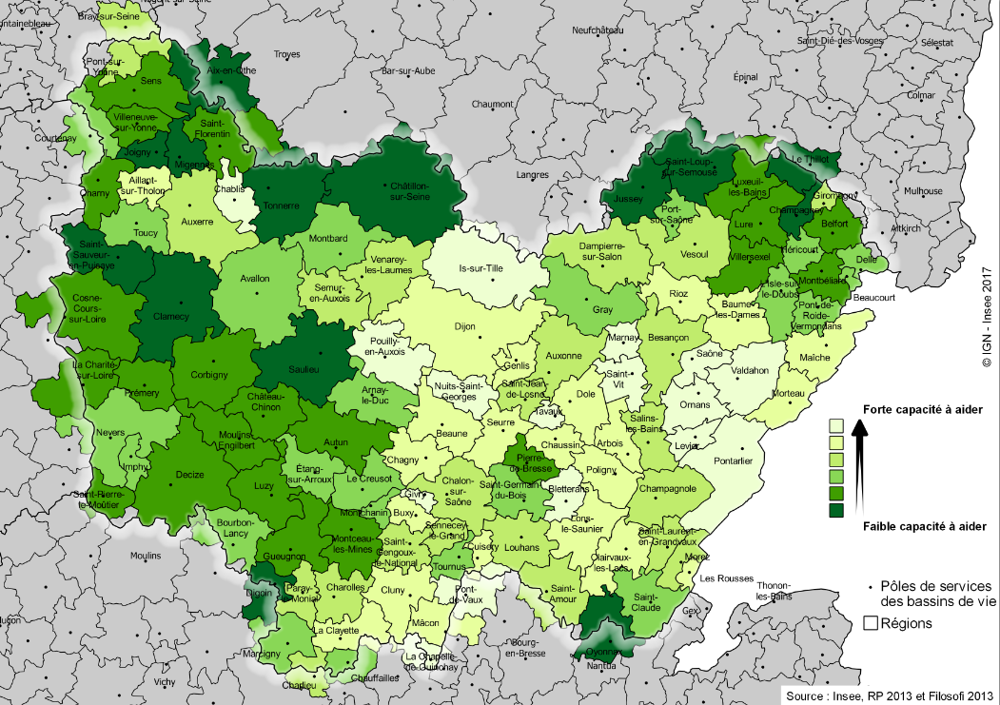 Nogent-sur-Seine
Bray-sur-Seine
Fontainebleau
Troyes
Neufchâteau
Saint-Dié-des-Vosges
Sélestat
Pont-sur-
Yonne
Aix-en-Othe
Sens
Bar-sur-Aube
Épinal
Chaumont
Colmar
Villeneuve-
sur-Yonne
Saint-
Florentin
Courtenay
Joigny
Migennes
Langres
Saint-Loup-
sur-Semouse
Le Thillot
Aillant-
sur-Tholon
Chablis
Charny
Châtillon-
sur-Seine
Tonnerre
Jussey
Luxeuil-
les-Bains
Giromagny
Mulhouse
Port-
sur-Saône
Champagney
Auxerre
Toucy
Lure
Belfort
Altkirch
Montbard
Saint-
Sauveur-
en-Puisaye
Dampierre-
sur-Salon
Vesoul
Villersexel
Héricourt
Delle
Venarey-
les-Laumes
Is-sur-Tille
Avallon
Semur-
en-Auxois
Montbéliard
L'Isle-sur-
le-Doubs
Beaucourt
Rioz
Cosne-
Cours-
sur-Loire
Clamecy
Gray
Baume-
les-Dames
Pont-de-
Roide-
Vermondans
Dijon
Pouilly-
en-Auxois
Marnay
Besançon
Saône
Maîche
Saulieu
Genlis
Auxonne
Valdahon
La Charité-
sur-Loire
Corbigny
Saint-
Vit
Prémery
Arnay-
le-Duc
Nuits-Saint-
Georges
Saint-Jean-
de-Losne
Dole
Morteau
Château-
Chinon
Ornans
Tavaux
Seurre
Salins-
les-Bains
Nevers
Moulins-
Engilbert
Beaune
Autun
Chaussin
Arbois
Levier
Pontarlier
Imphy
Decize
Étang-
sur-Arroux
Le Creusot
Chagny
Pierre-
de-Bresse
Poligny
Luzy
Chalon-
sur-
Saône
Saint-Germain-
du-Bois
Bletterans
Champagnole
Saint-Pierre-
le-Moûtier
Givry
Montchanin
Buxy
Lons-
le-Saunier
Bourbon-
Lancy
Sennecey-
le-Grand
Saint-Laurent-
en-Grandvaux
Montceau-
les-Mines
Saint-
Gengoux-
le-National
Cuisery
Louhans
Moulins
Gueugnon
Tournus
Clairvaux-
les-Lacs
Morez
Les Rousses
Digoin
Paray-
le-Monial
Charolles
Cluny
Pont-
de-Vaux
Saint-
Amour
Saint-
Claude
Gex
Thonon-
les-Bains
Mâcon
La Clayette
Marcigny
Bourg-
en-Bresse
Oyonnax
Nantua
La Chapelle-
de-Guinchay
Vichy
Charlieu
Chauffailles
Forte capacité à aider
Faible capacité à aider
Pôles de services
des bassins de vie
Régions
© IGN - Insee 2017
Source : Insee, RP 2013 et Filosofi 2013